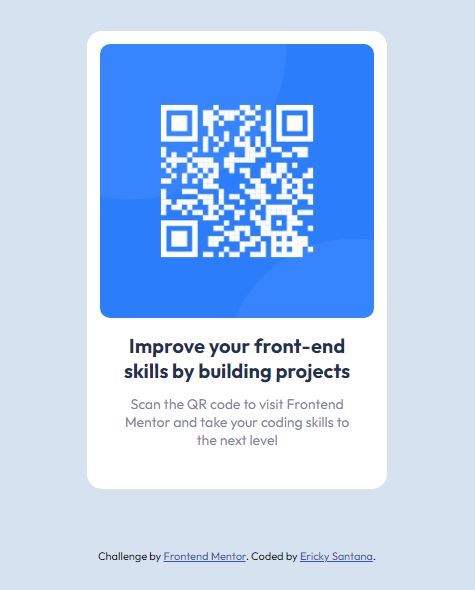 Improve your front-end
skills by building projects
Scan the QR code to visit Frontend
Mentor and take your coding skills to
the next level
Challenge by Frontend Mentor. Coded by Ericky Santana.